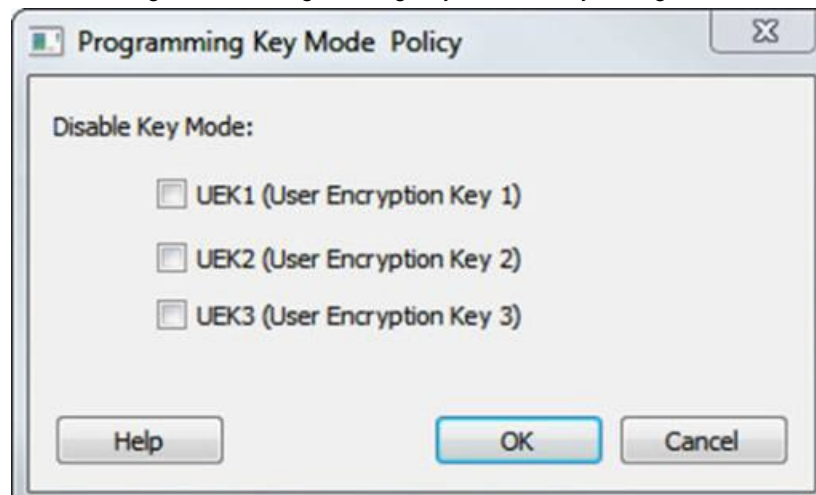 Programming Key Mode Policy
Disable Key Mode:
UEK1 (User Encryption Key 1)
UEK2 (User Encryption Key 2)
UEK3 (User Encryption Key 3)
Help OK Cancel